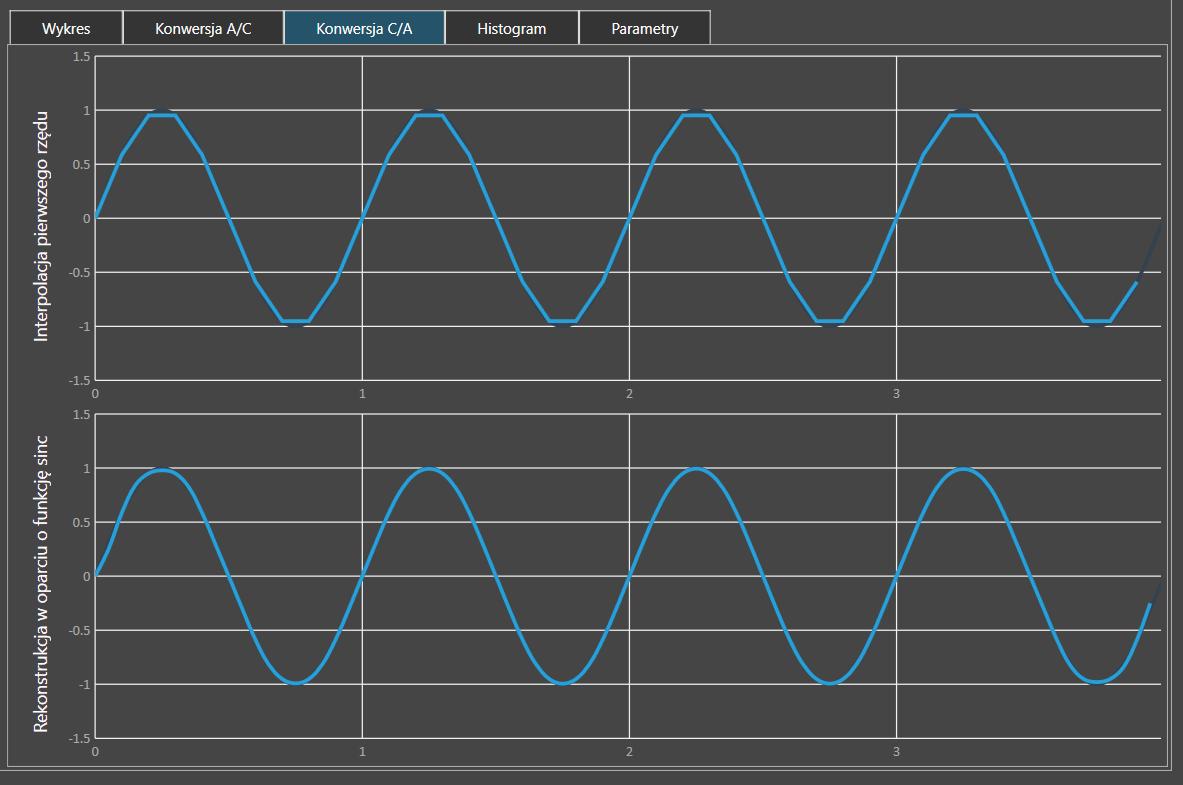 Wykres Konwersja A/C Konwersja C/A Histogram Parametry
Interpolacja pierwszego rzędu
1.5
1
0.5
0
-0.5
-1
-1.5
0 1 2 3
Rekonstrukcja w oparciu o funkcję sinc
1.5
1
0.5
0
-0.5
-1
-1.5
0 1 2 3